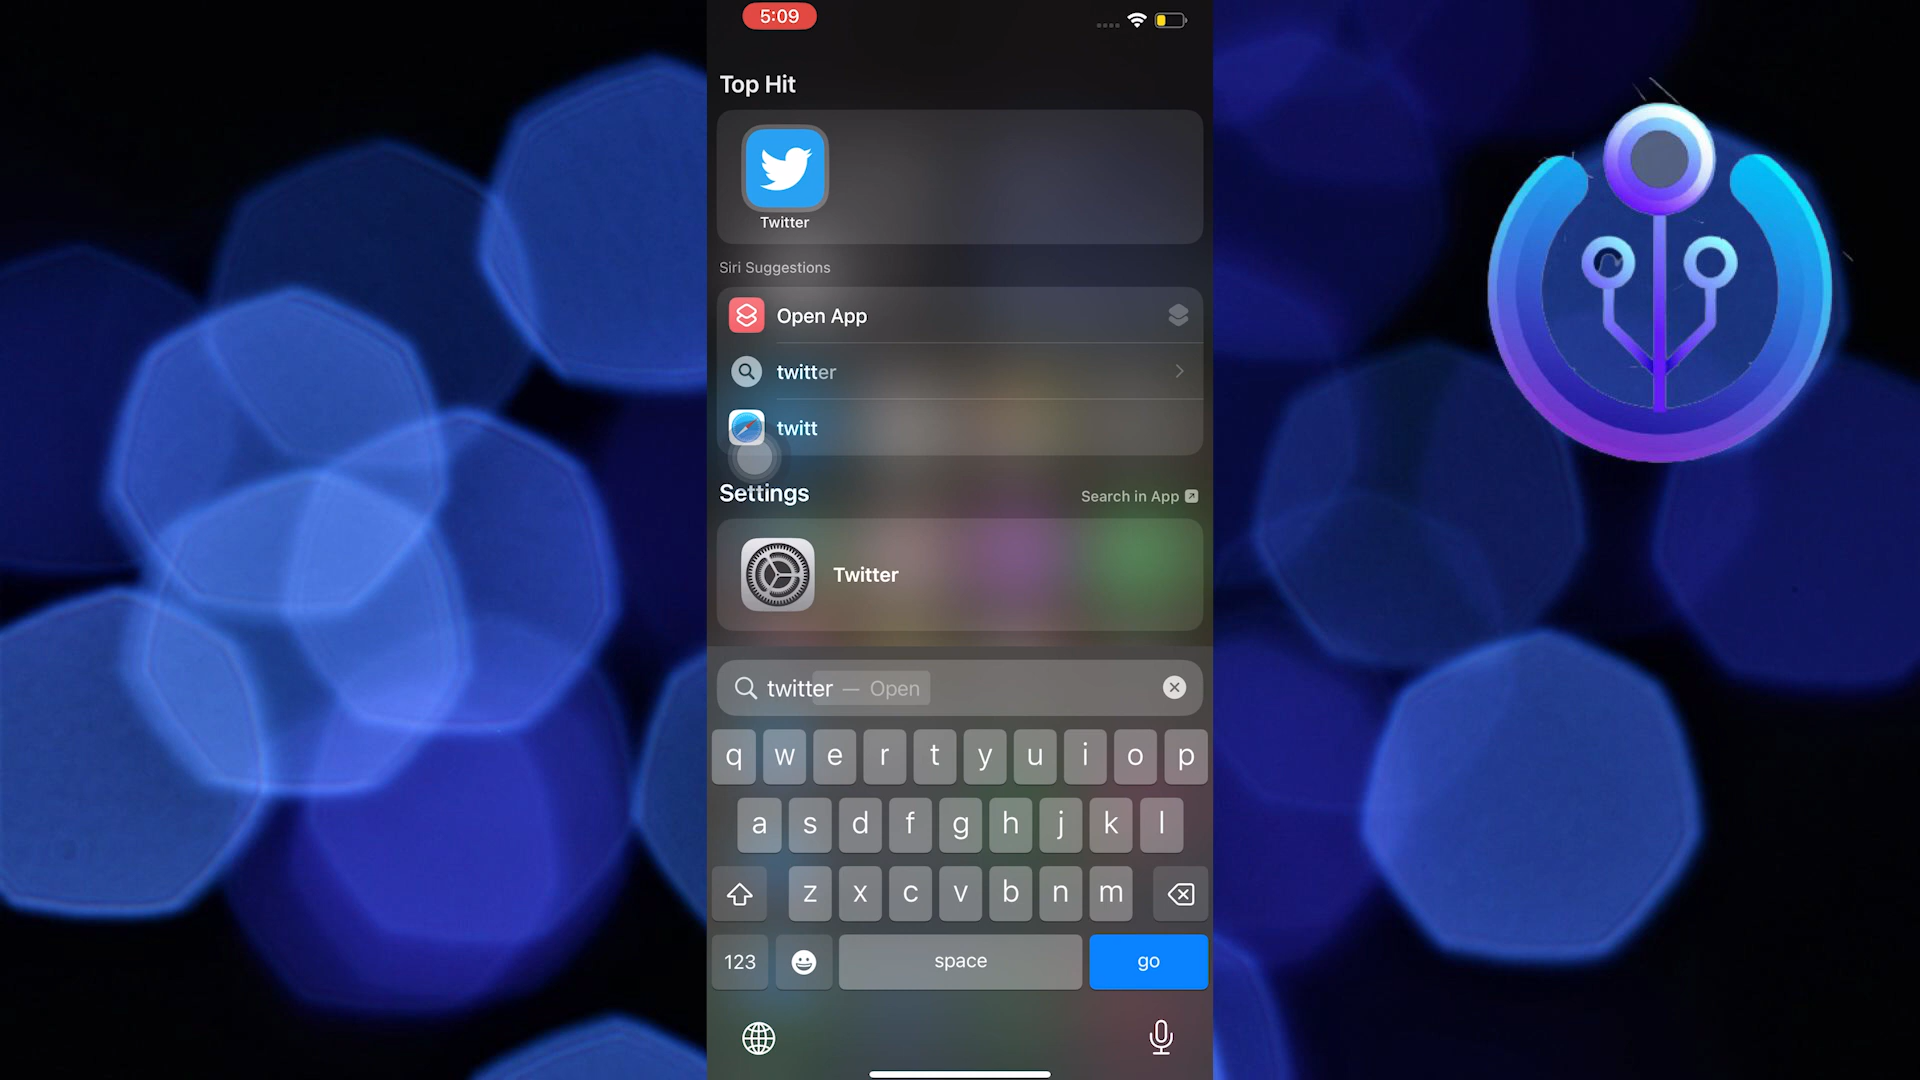 5:09
Top Hit
Twitter
Siri Suggestions
Open App
twitter
twitt
Settings
Search in App
Twitter
twitter — Open
q w e r t y u i o p
a s d f g h j k l
z x c v b n m
123 space go